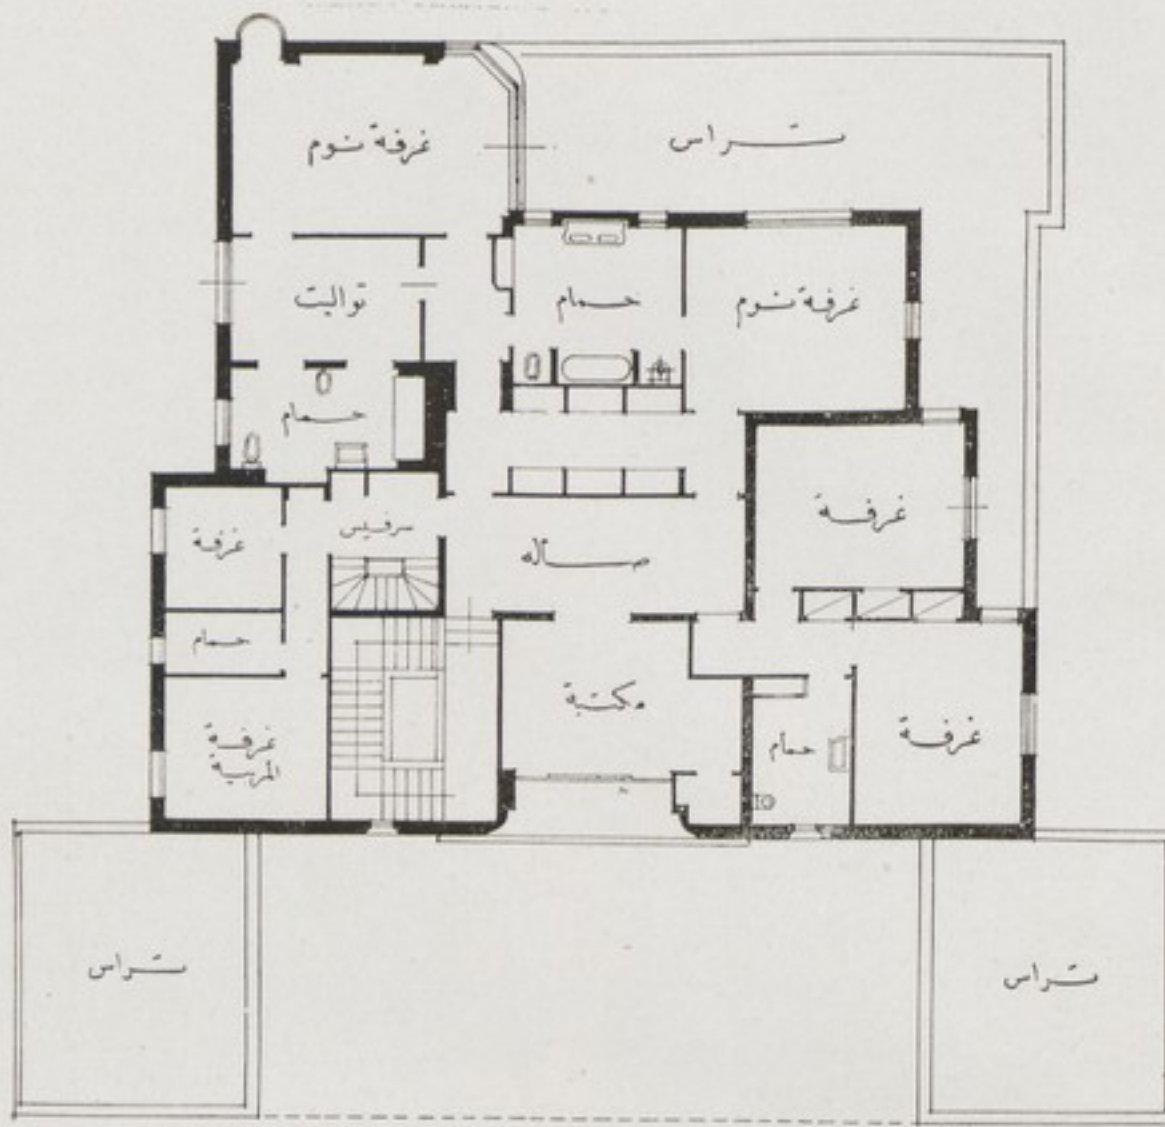 تراس
غرفة نوم
غرفة نوم
حمام
تواليت
حمام
غرفة
سرفيس
غرفة
صاله
حمام
مكتبة
غرفة
حمام
غرفة
المربية
تراس
تراس